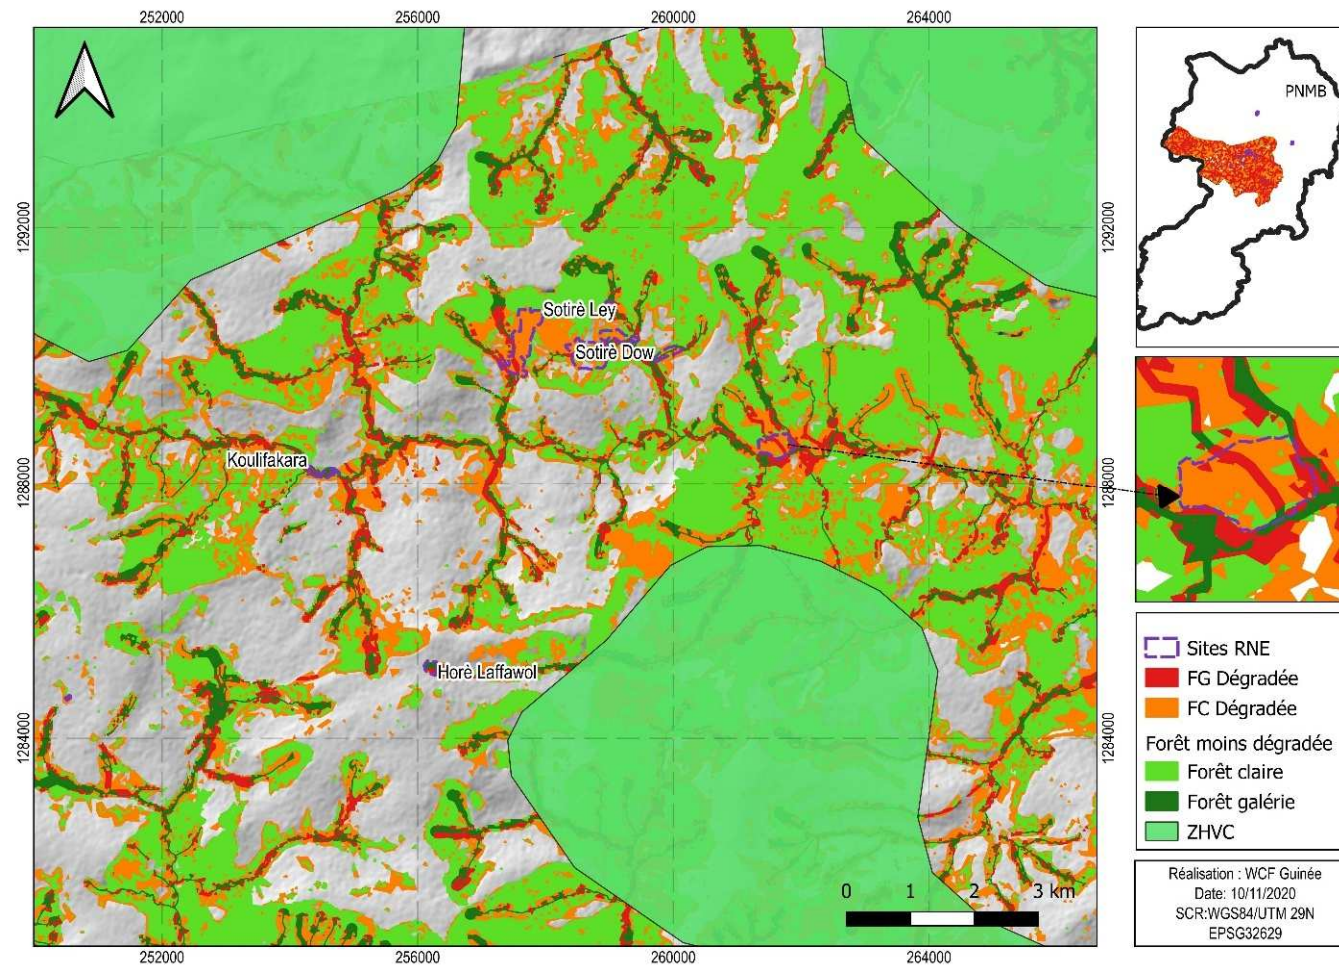 252000
256000
260000
264000
PNMB
1292000
1292000
Sotirè Ley
Sotirè Dow
Koulifakara
1288000
1288000
Horè Laffawol
1284000
1284000
Sites RNE
FG Dégradée
FC Dégradée
Forêt moins dégradée
Forêt claire
Forêt galérie
ZHVC
0 1 2 3 km
Réalisation : WCF Guinée
Date: 10/11/2020
SCR:WGS84/UTM 29N
EPSG32629
252000
256000
260000
264000